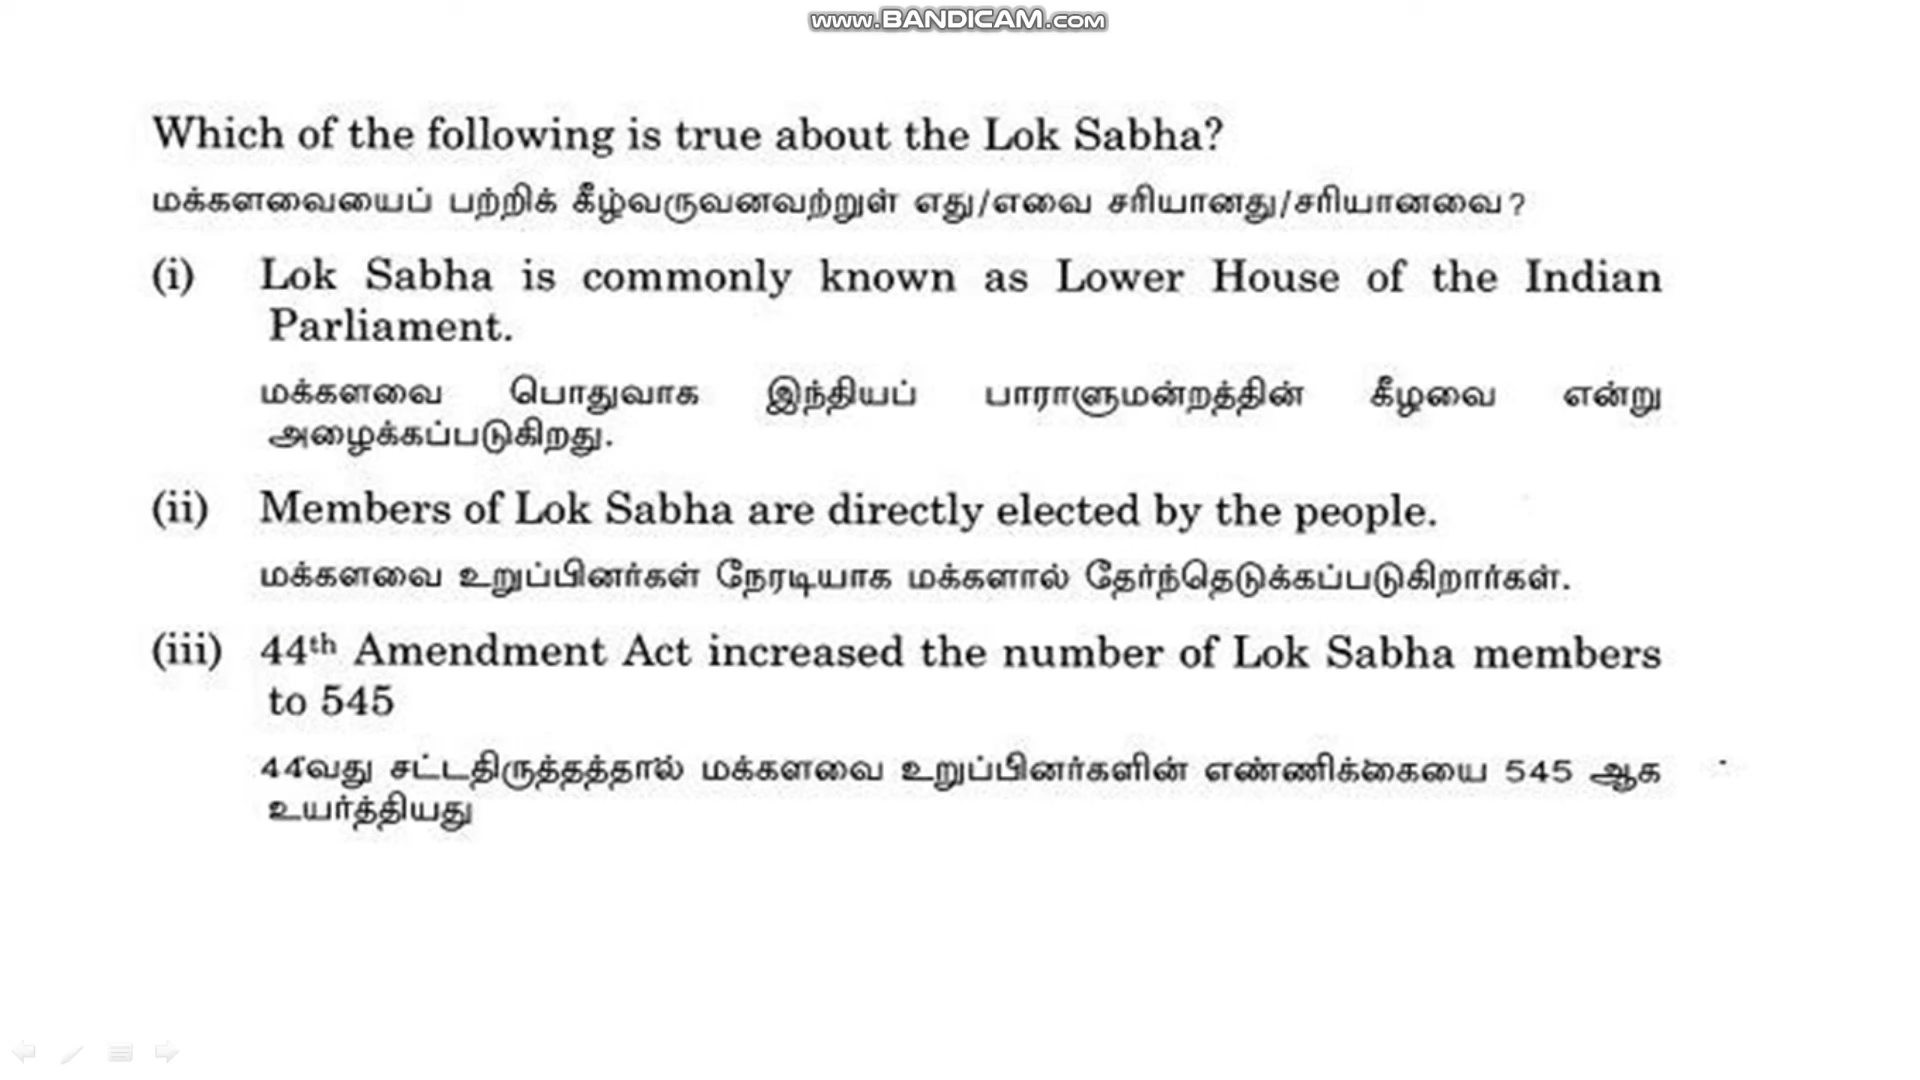 www.BANDICAM.com
Which of the following is true about the Lok Sabha?
மக்களவையைப் பற்றிக் கீழ்வருவனவற்றுள் எது/எவை சரியானது/சரியானவை?
(i) Lok Sabha is commonly known as Lower House of the Indian
Parliament.
மக்களவை பொதுவாக இந்தியப் பாராளுமன்றத்தின் கீழவை என்று
அழைக்கப்படுகிறது.
(ii) Members of Lok Sabha are directly elected by the people.
மக்களவை உறுப்பினர்கள் நேரடியாக மக்களால் தேர்ந்தெடுக்கப்படுகிறார்கள்.
(iii) 44th Amendment Act increased the number of Lok Sabha members
to 545
44வது சட்டதிருத்தத்தால் மக்களவை உறுப்பினர்களின் எண்ணிக்கையை 545 ஆக
உயர்த்தியது